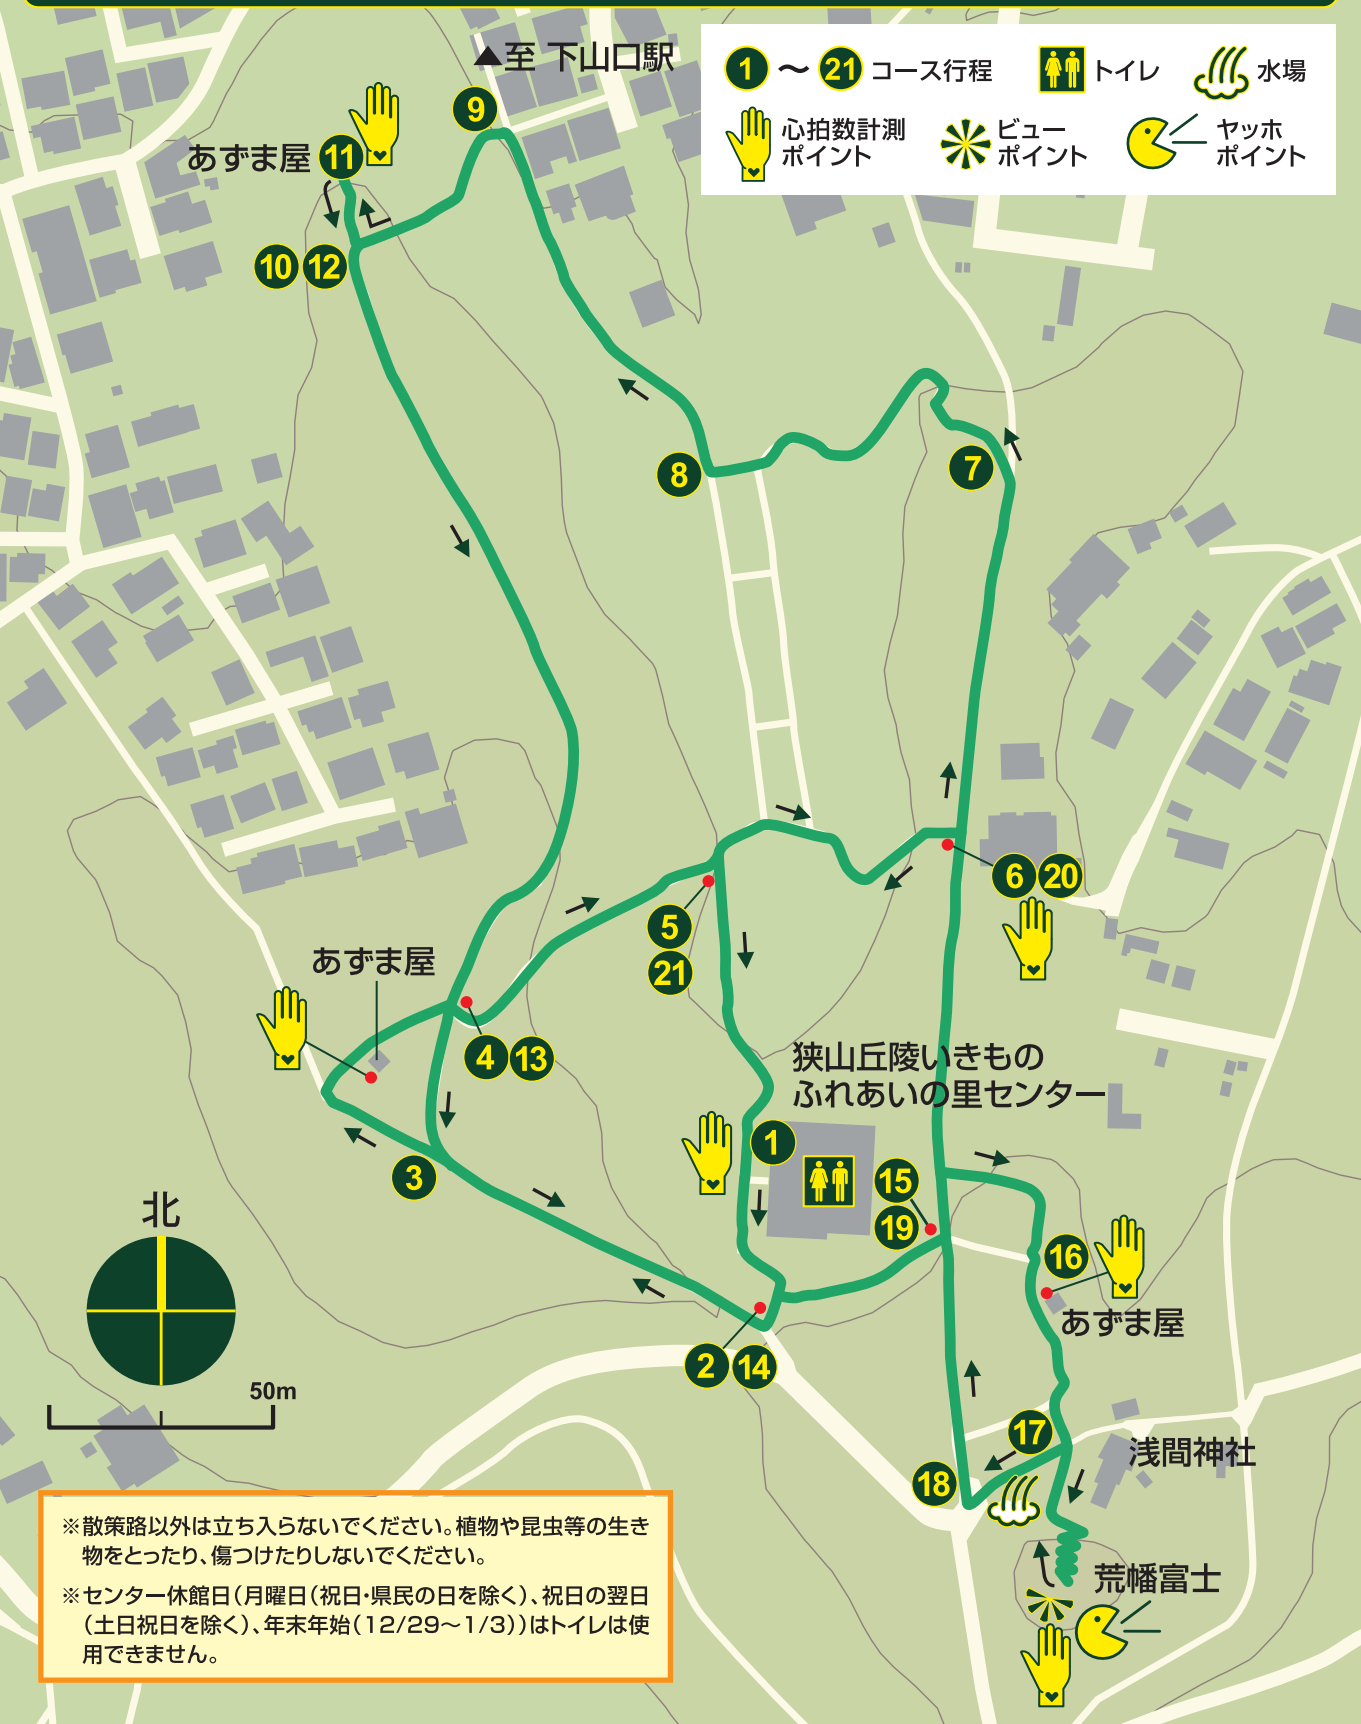 ▲至 下山口駅
1 〜 21 コース行程
トイレ
水場
心拍数計測
ポイント
ビュー
ポイント
ヤッホ
ポイント
9
あずま屋 11
10 12
8
7
6 20
5
21
あずま屋
4 13
狭山丘陵いきもの
ふれあいの里センター
1
3
15
19
16
あずま屋
北
50m
2 14
17
浅間神社
18
荒幡富士
※散策路以外は立ち入らないでください。植物や昆虫等の生き
物をとったり、傷つけたりしないでください。
※センター休館日(月曜日(祝日・県民の日を除く)、祝日の翌日
(土日祝日を除く)、年末年始(12/29〜1/3))はトイレは使
用できません。